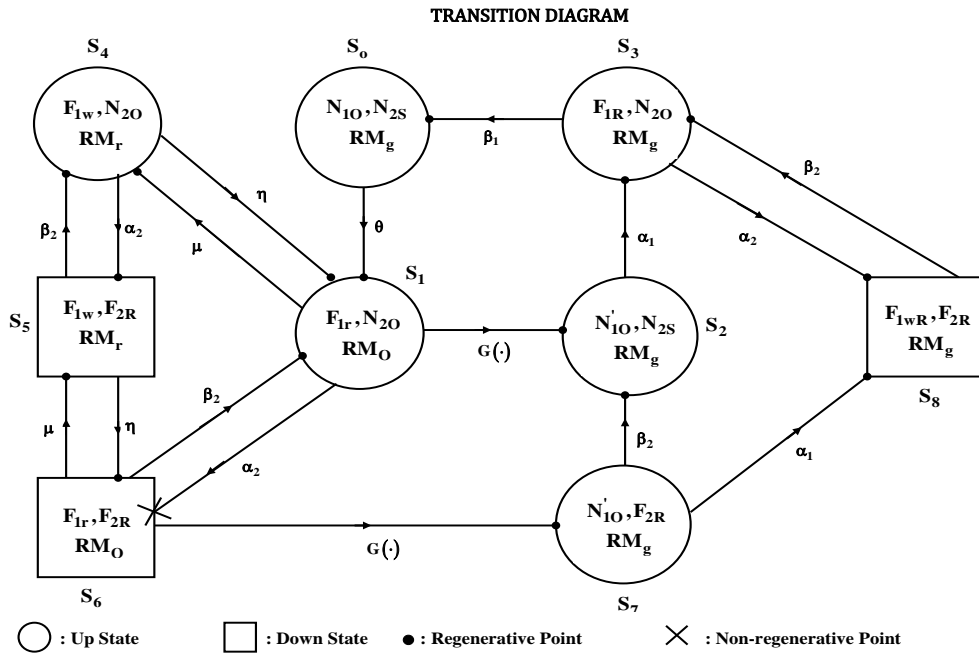 TRANSITION DIAGRAM
S₄
S₀
S₃
F₁w, N₂O
RMr
N₁O, N₂S
RMg
F₁R, N₂O
RMg
β₁
β₂
η
θ
β₂
α₂
μ
α₁
α₂
S₁
S₅
F₁w, F₂R
RMr
F₁r, N₂O
RMO
G(·)
N'₁O, N₂S
RMg
S₂
F₁wR, F₂R
RMg
S₈
μ
η
β₂
α₂
β₂
α₁
F₁r, F₂R
RMO
G(·)
N'₁O, F₂R
RMg
S₆
S₇
: Up State
: Down State
: Regenerative Point
: Non-regenerative Point